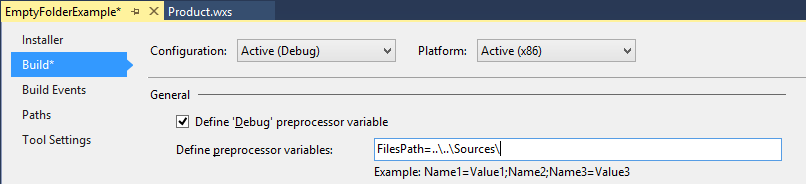 EmptyFolderExample* Product.wxs
Installer
Build*
Build Events
Paths
Tool Settings
Configuration: Active (Debug) Platform: Active (x86)
General
Define 'Debug' preprocessor variable
Define preprocessor variables: FilesPath=..\..\Sources\
Example: Name1=Value1;Name2;Name3=Value3